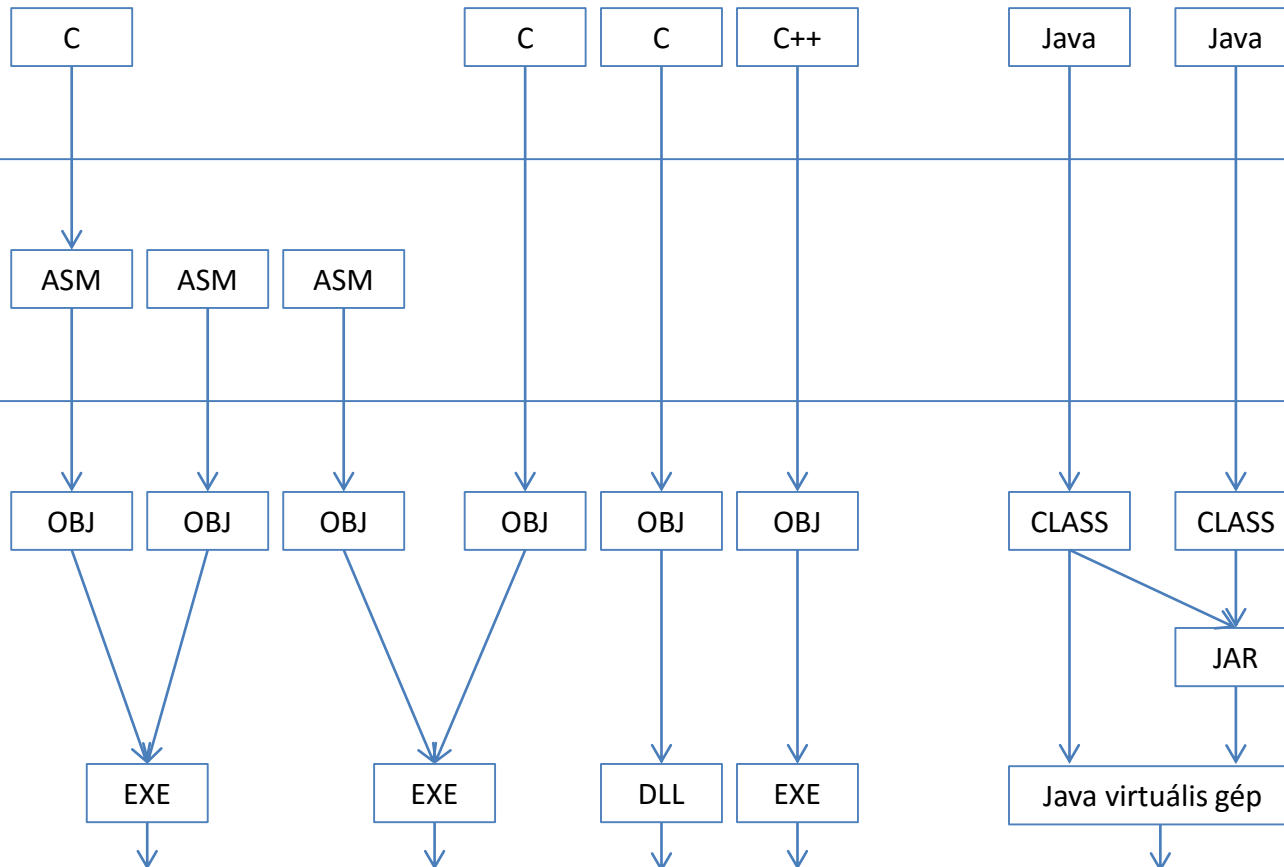 C
C
C
C++
Java
Java
ASM
ASM
ASM
OBJ
OBJ
OBJ
OBJ
OBJ
OBJ
CLASS
CLASS
JAR
EXE
EXE
DLL
EXE
Java virtuális gép